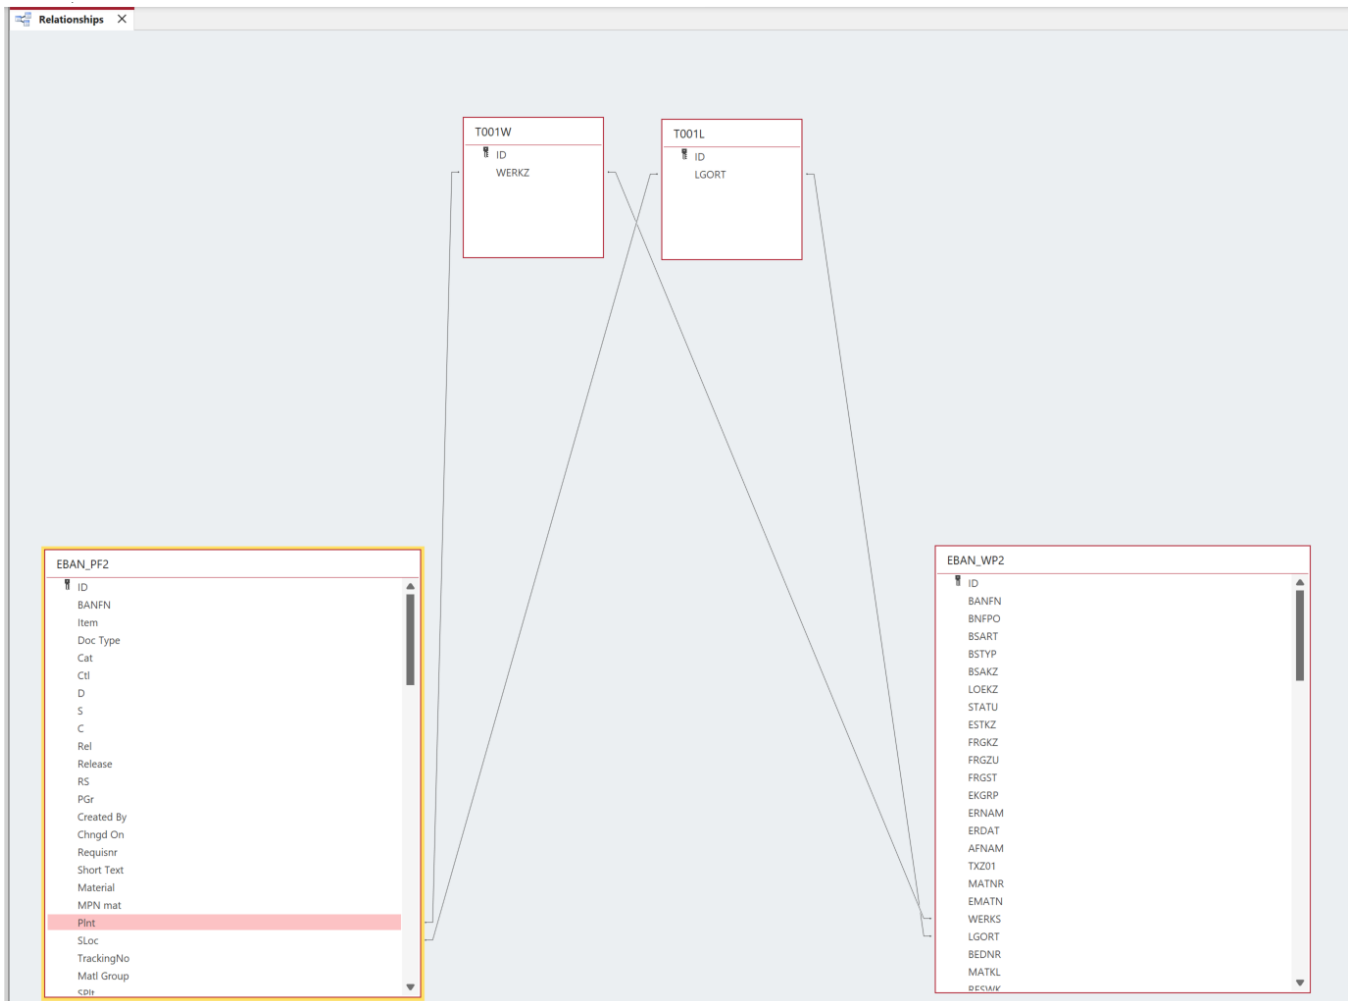 Relationships
T001W
ID
WERKZ
T001L
ID
LGORT
EBAN_PF2
ID
BANFN
Item
Doc Type
Cat
Ctl
D
S
C
Rel
Release
RS
PGr
Created By
Chngd On
Requisnr
Short Text
Material
MPN mat
Plnt
SLoc
TrackingNo
Matl Group
SPlt
EBAN_WP2
ID
BANFN
BNFPO
BSART
BSTYP
BSAKZ
LOEKZ
STATU
ESTKZ
FRGKZ
FRGZU
FRGST
EKGRP
ERNAM
ERDAT
AFNAM
TXZ01
MATNR
EMATN
WERKS
LGORT
BEDNR
MATKL
RESWK